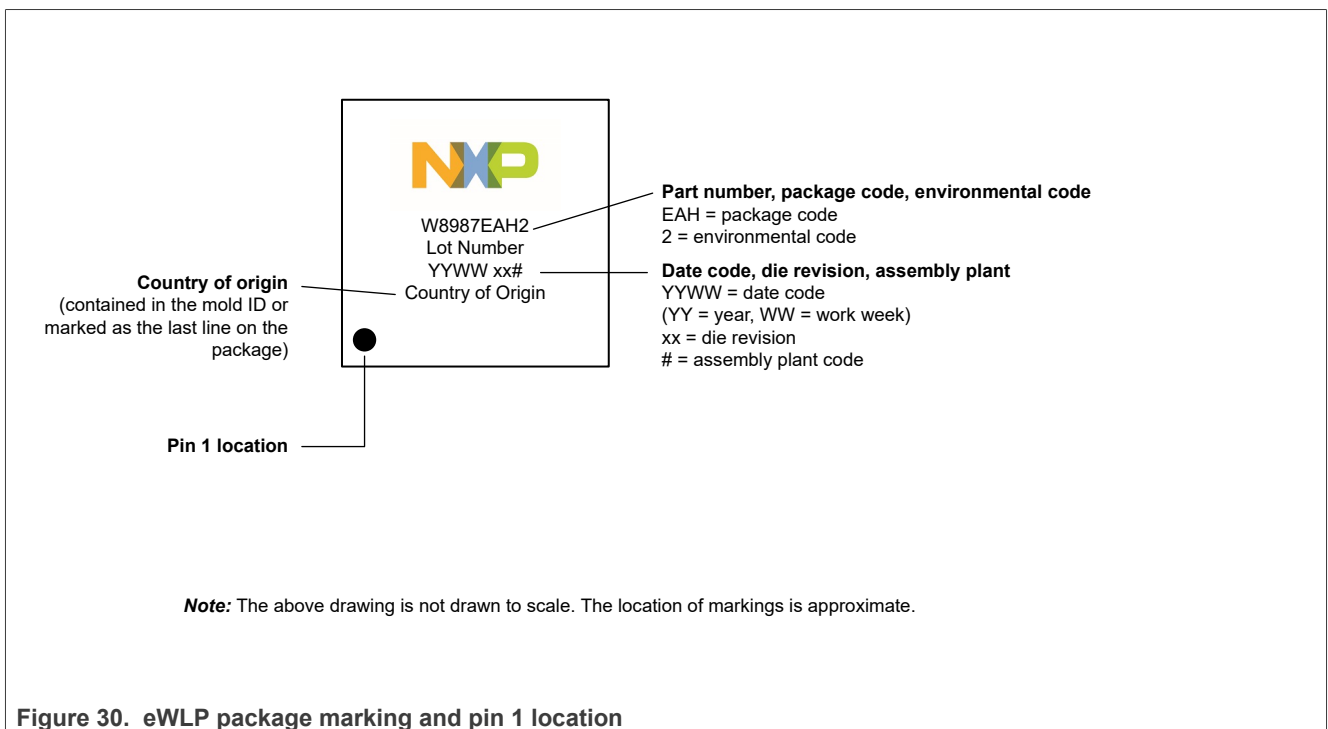 NXP
W8987EAH2
Lot Number
YYWW xx#
Country of Origin
Part number, package code, environmental code
EAH = package code
2 = environmental code
Date code, die revision, assembly plant
YYWW = date code
(YY = year, WW = work week)
xx = die revision
# = assembly plant code
Country of origin
(contained in the mold ID or
marked as the last line on the
package)
Pin 1 location
Note: The above drawing is not drawn to scale. The location of markings is approximate.
Figure 30. eWLP package marking and pin 1 location